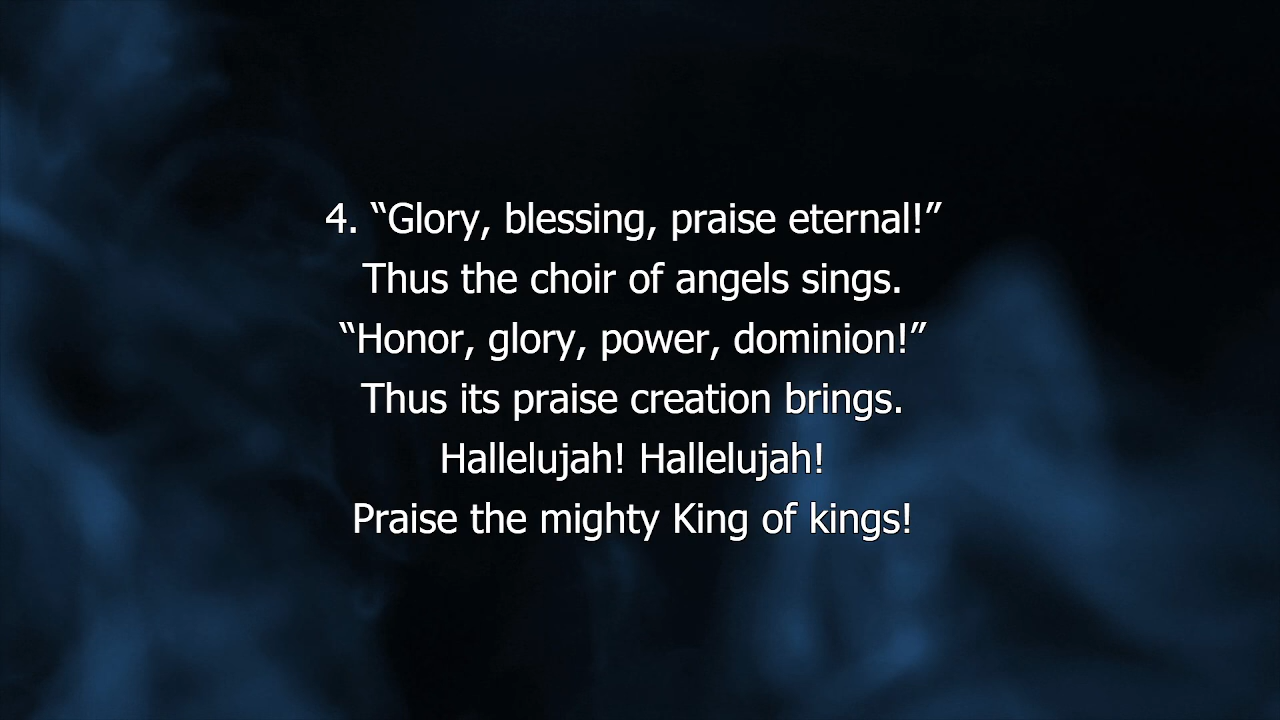 4. “Glory, blessing, praise eternal!”
Thus the choir of angels sings.
“Honor, glory, power, dominion!”
Thus its praise creation brings.
Hallelujah! Hallelujah!
Praise the mighty King of kings!